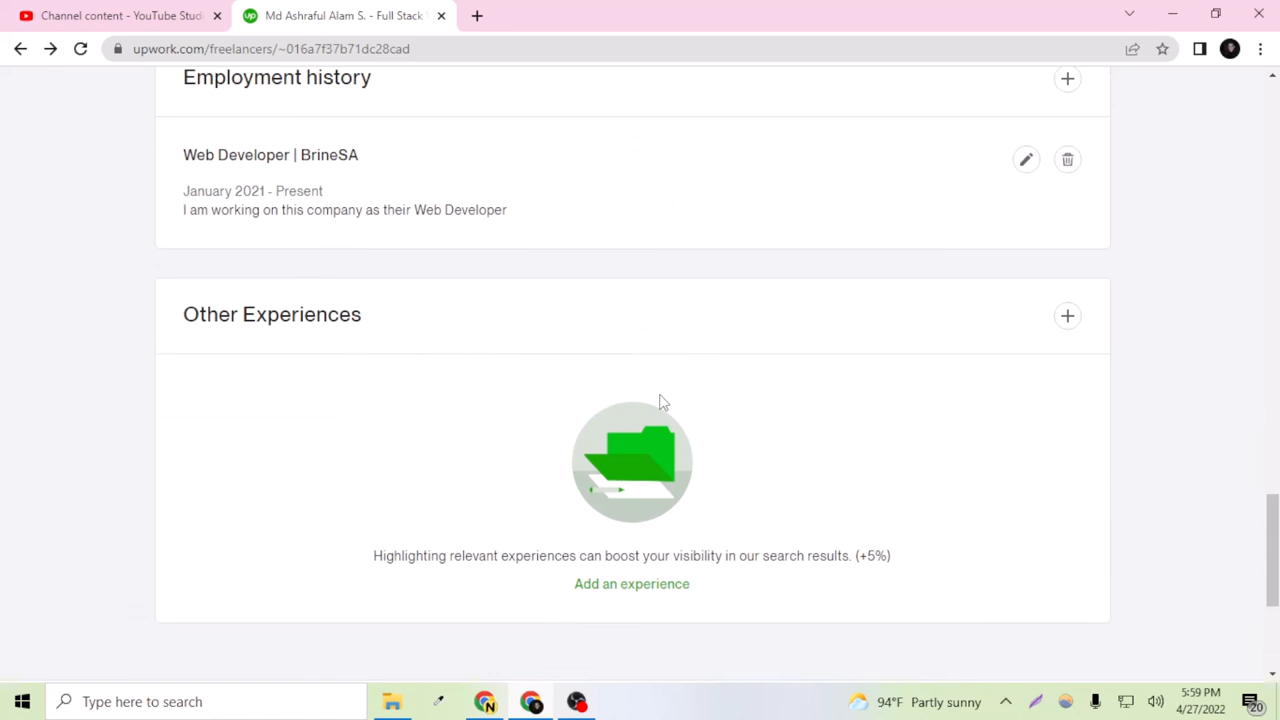 Channel content - YouTube Studi
up Md Ashraful Alam S. - Full Stack
upwork.com/freelancers/~016a7f37b71dc28cad
Employment history
Web Developer | BrineSA
January 2021 - Present
I am working on this company as their Web Developer
Other Experiences
Highlighting relevant experiences can boost your visibility in our search results. (+5%)
Add an experience
Type here to search
N
94°F Partly sunny
5:59 PM
4/27/2022
20